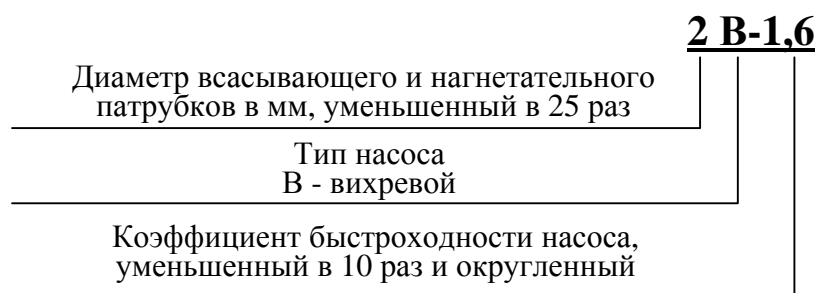 2 В-1,6
Диаметр всасывающего и нагнетательного
патрубков в мм, уменьшенный в 25 раз
Тип насоса
В - вихревой
Коэффициент быстроходности насоса,
уменьшенный в 10 раз и округленный